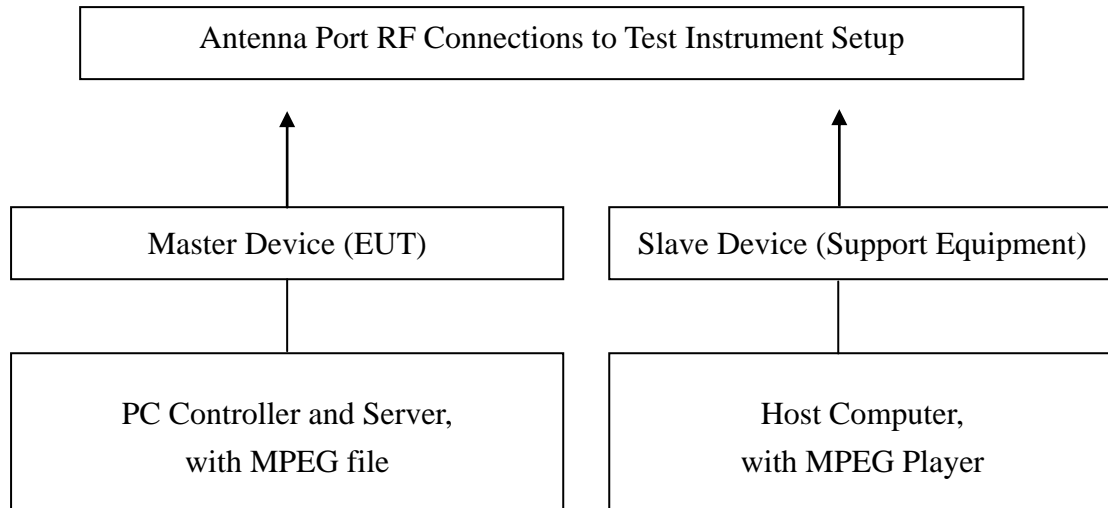 Antenna Port RF Connections to Test Instrument Setup
Master Device (EUT)
Slave Device (Support Equipment)
PC Controller and Server,
with MPEG file
Host Computer,
with MPEG Player